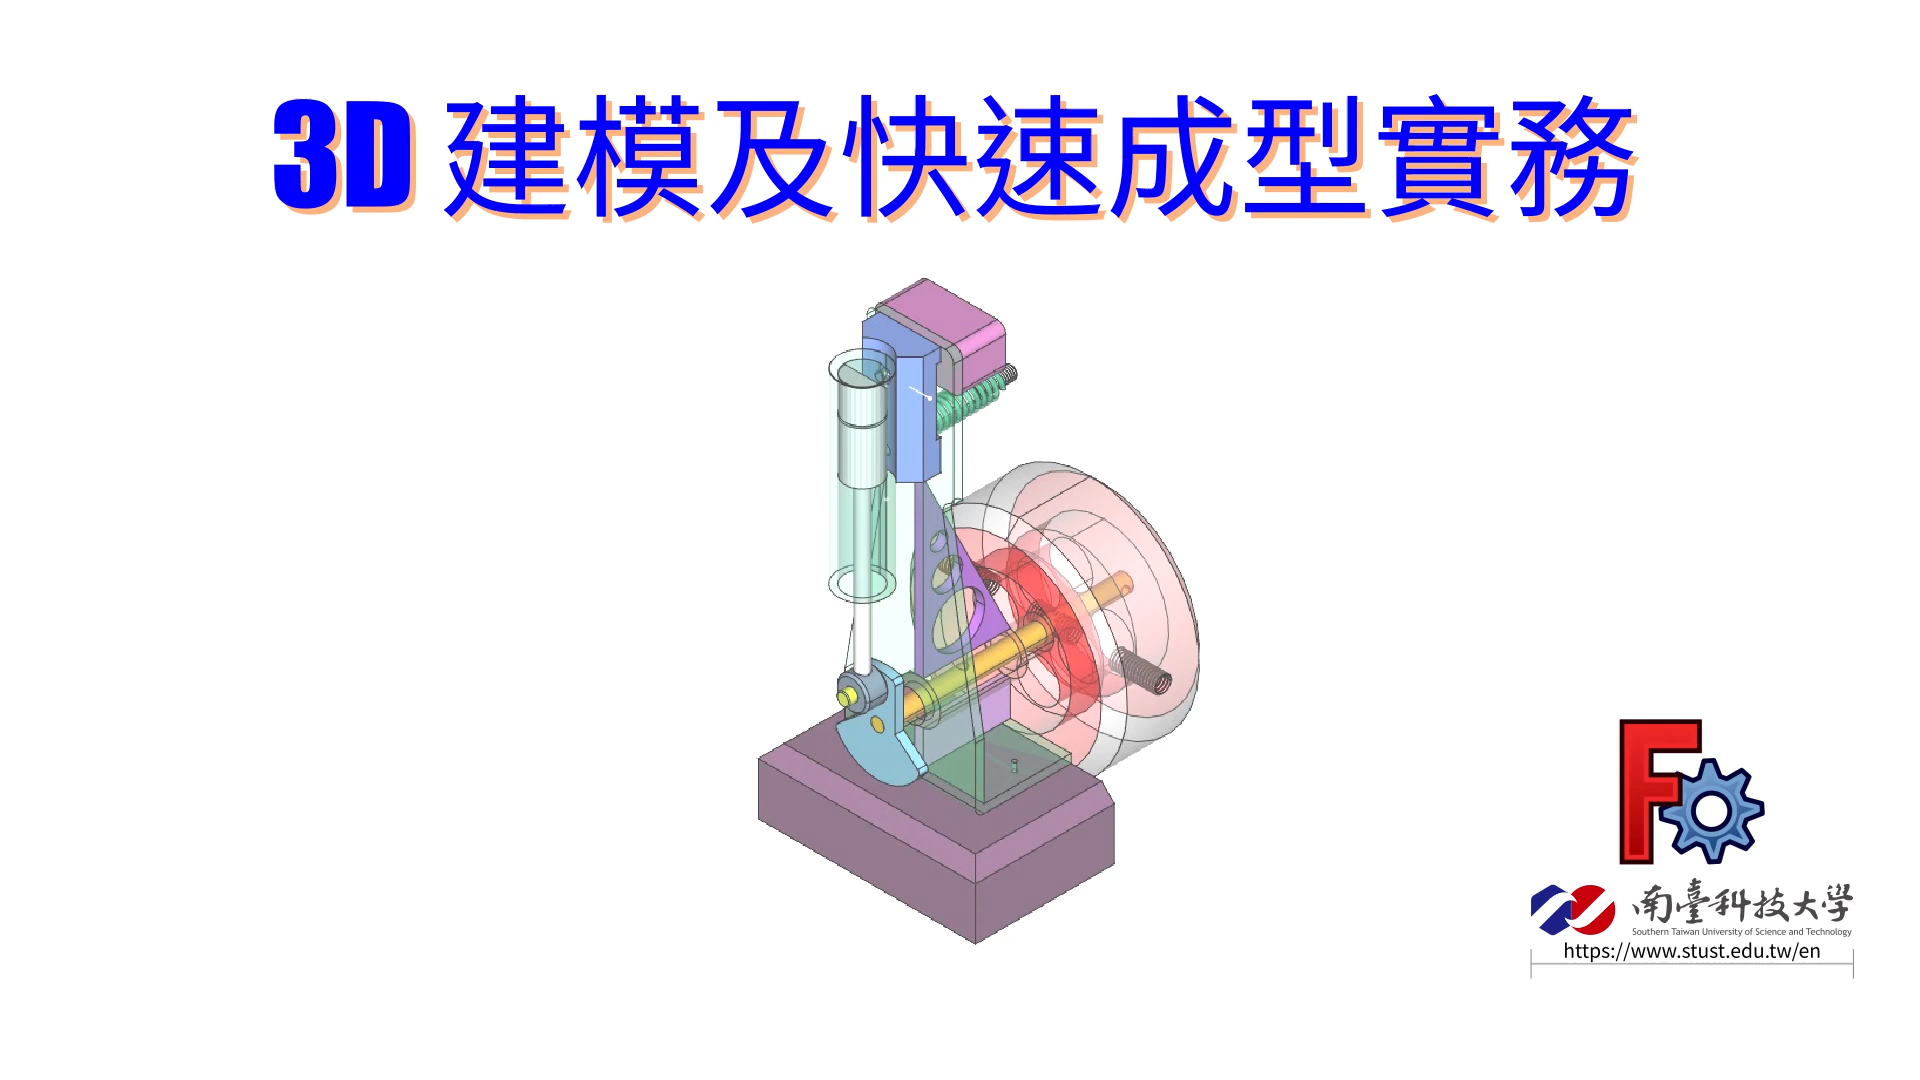 3D 建模及快速成型實務
南臺科技大學
Southern Taiwan University of Science and Technology
https://www.stust.edu.tw/en